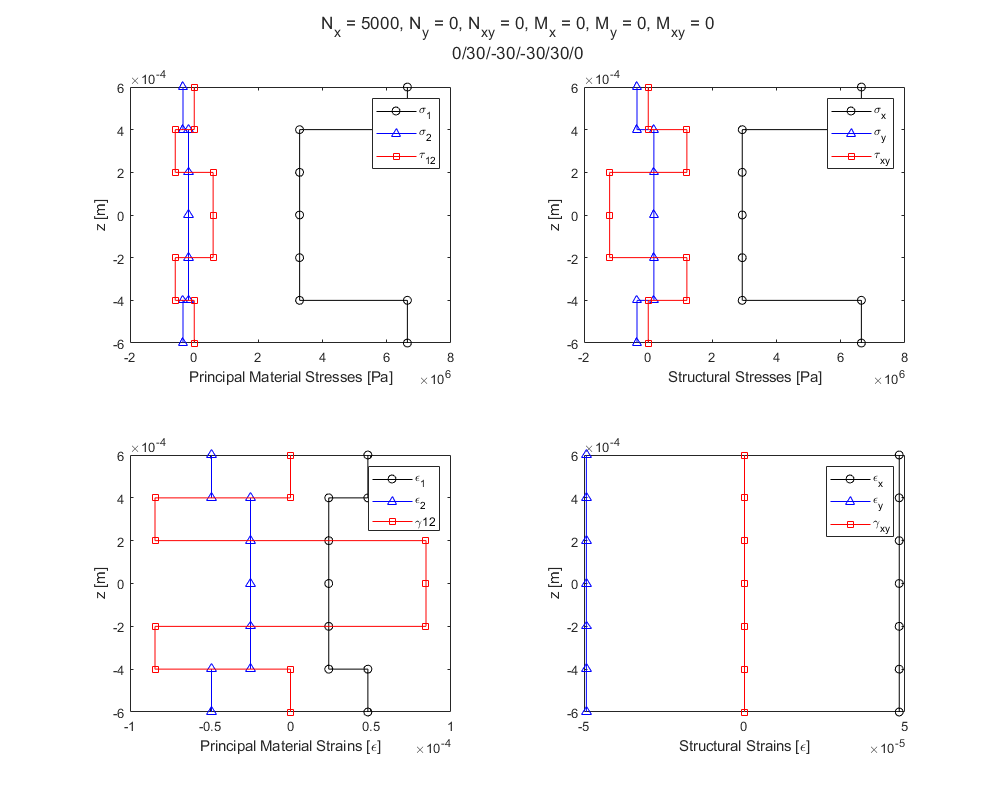 N_x = 5000, N_y = 0, N_xy = 0, M_x = 0, M_y = 0, M_xy = 0
0/30/-30/-30/30/0
×10^-4
6
4
2
0
-2
-4
-6
z [m]
-2 0 2 4 6 8
Principal Material Stresses [Pa]
×10^6
σ_1
σ_2
τ_12
×10^-4
6
4
2
0
-2
-4
-6
z [m]
-2 0 2 4 6 8
Structural Stresses [Pa]
×10^6
σ_x
σ_y
τ_xy
×10^-4
6
4
2
0
-2
-4
-6
z [m]
-1 -0.5 0 0.5 1
Principal Material Strains [ϵ]
×10^-4
ϵ_1
ϵ_2
γ12
×10^-4
6
4
2
0
-2
-4
-6
z [m]
-5 0 5
Structural Strains [ϵ]
×10^-5
ϵ_x
ϵ_y
γ_xy